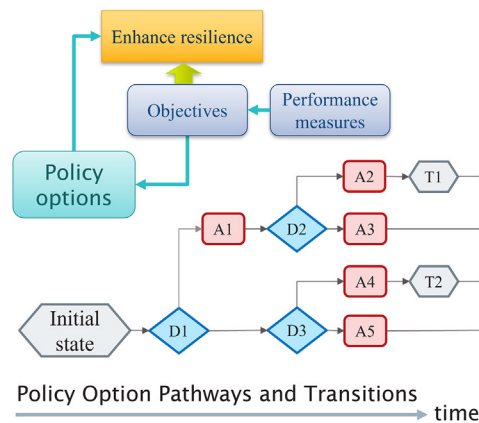 Enhance resilience
Objectives
Performance
measures
Policy
options
A2
T1
A1
D2
A3
A4
T2
Initial
state
D1
D3
A5
Policy Option Pathways and Transitions
time